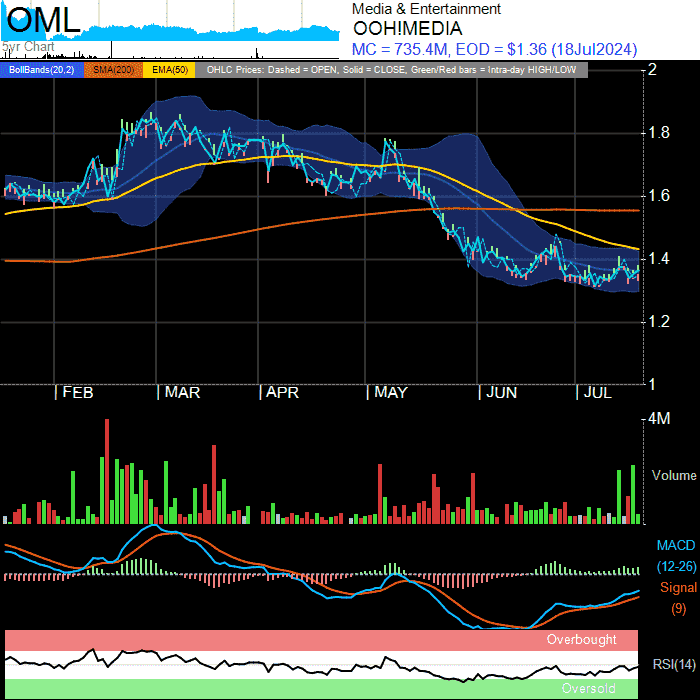 OML
Media & Entertainment
OOH!MEDIA
MC = 735.4M, EOD = $1.36 (18Jul2024)
5yr Chart
BollBands(20,2) SMA(200) EMA(50) OHLC Prices: Dashed = OPEN, Solid = CLOSE, Green/Red bars = Intra-day HIGH/LOW
2
1.8
1.6
1.4
1.2
1
| FEB | MAR | APR | MAY | JUN | JUL
4M
Volume
MACD
(12-26)
Signal
(9)
Overbought
RSI(14)
Oversold